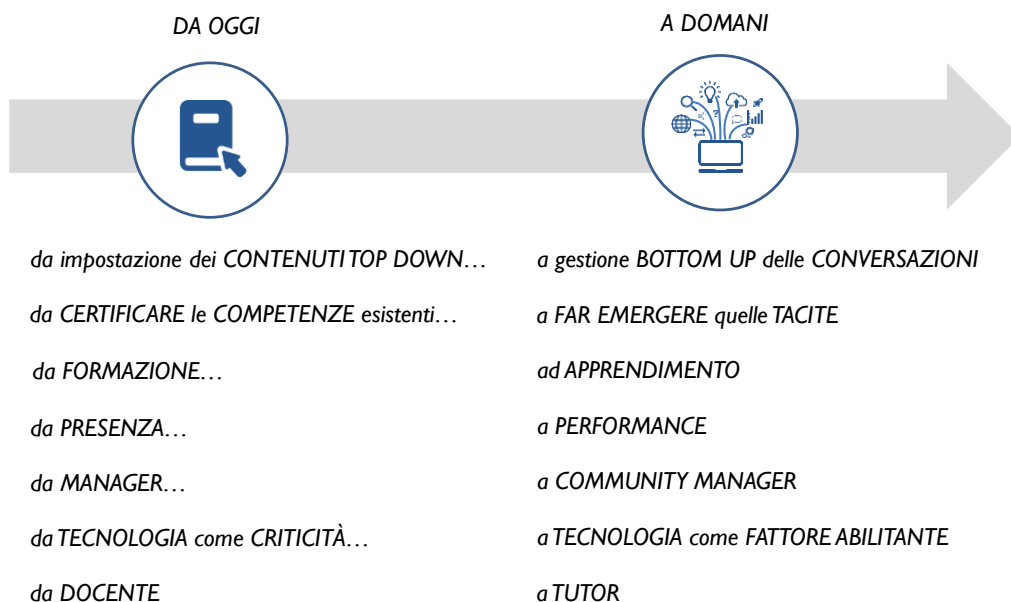 DA OGGI
A DOMANI
da impostazione dei CONTENUTI TOP DOWN…
a gestione BOTTOM UP delle CONVERSAZIONI
da CERTIFICARE le COMPETENZE esistenti…
a FAR EMERGERE quelle TACITE
da FORMAZIONE…
ad APPRENDIMENTO
da PRESENZA…
a PERFORMANCE
da MANAGER…
a COMMUNITY MANAGER
da TECNOLOGIA come CRITICITÀ…
a TECNOLOGIA come FATTORE ABILITANTE
da DOCENTE
a TUTOR